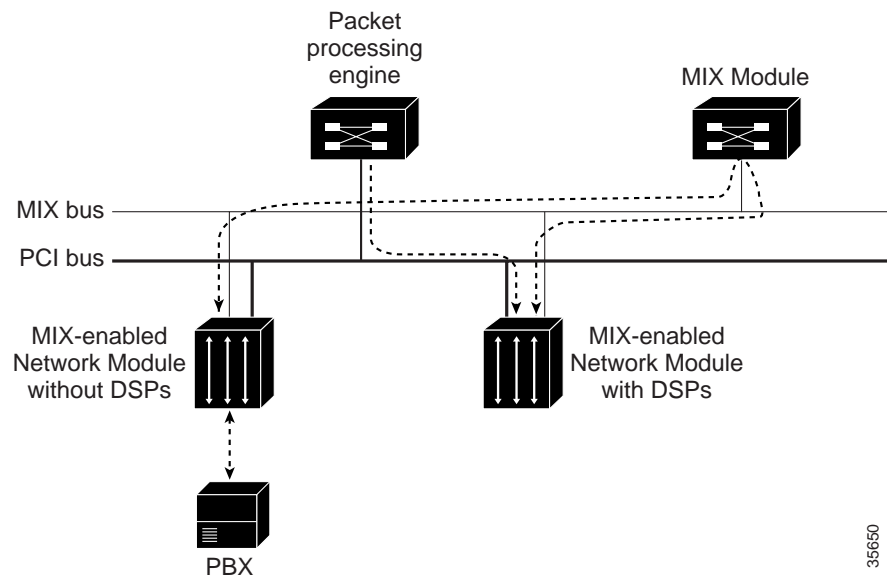 Packet
processing
engine
MIX Module
MIX bus
PCI bus
MIX-enabled
Network Module
without DSPs
MIX-enabled
Network Module
with DSPs
PBX
35650